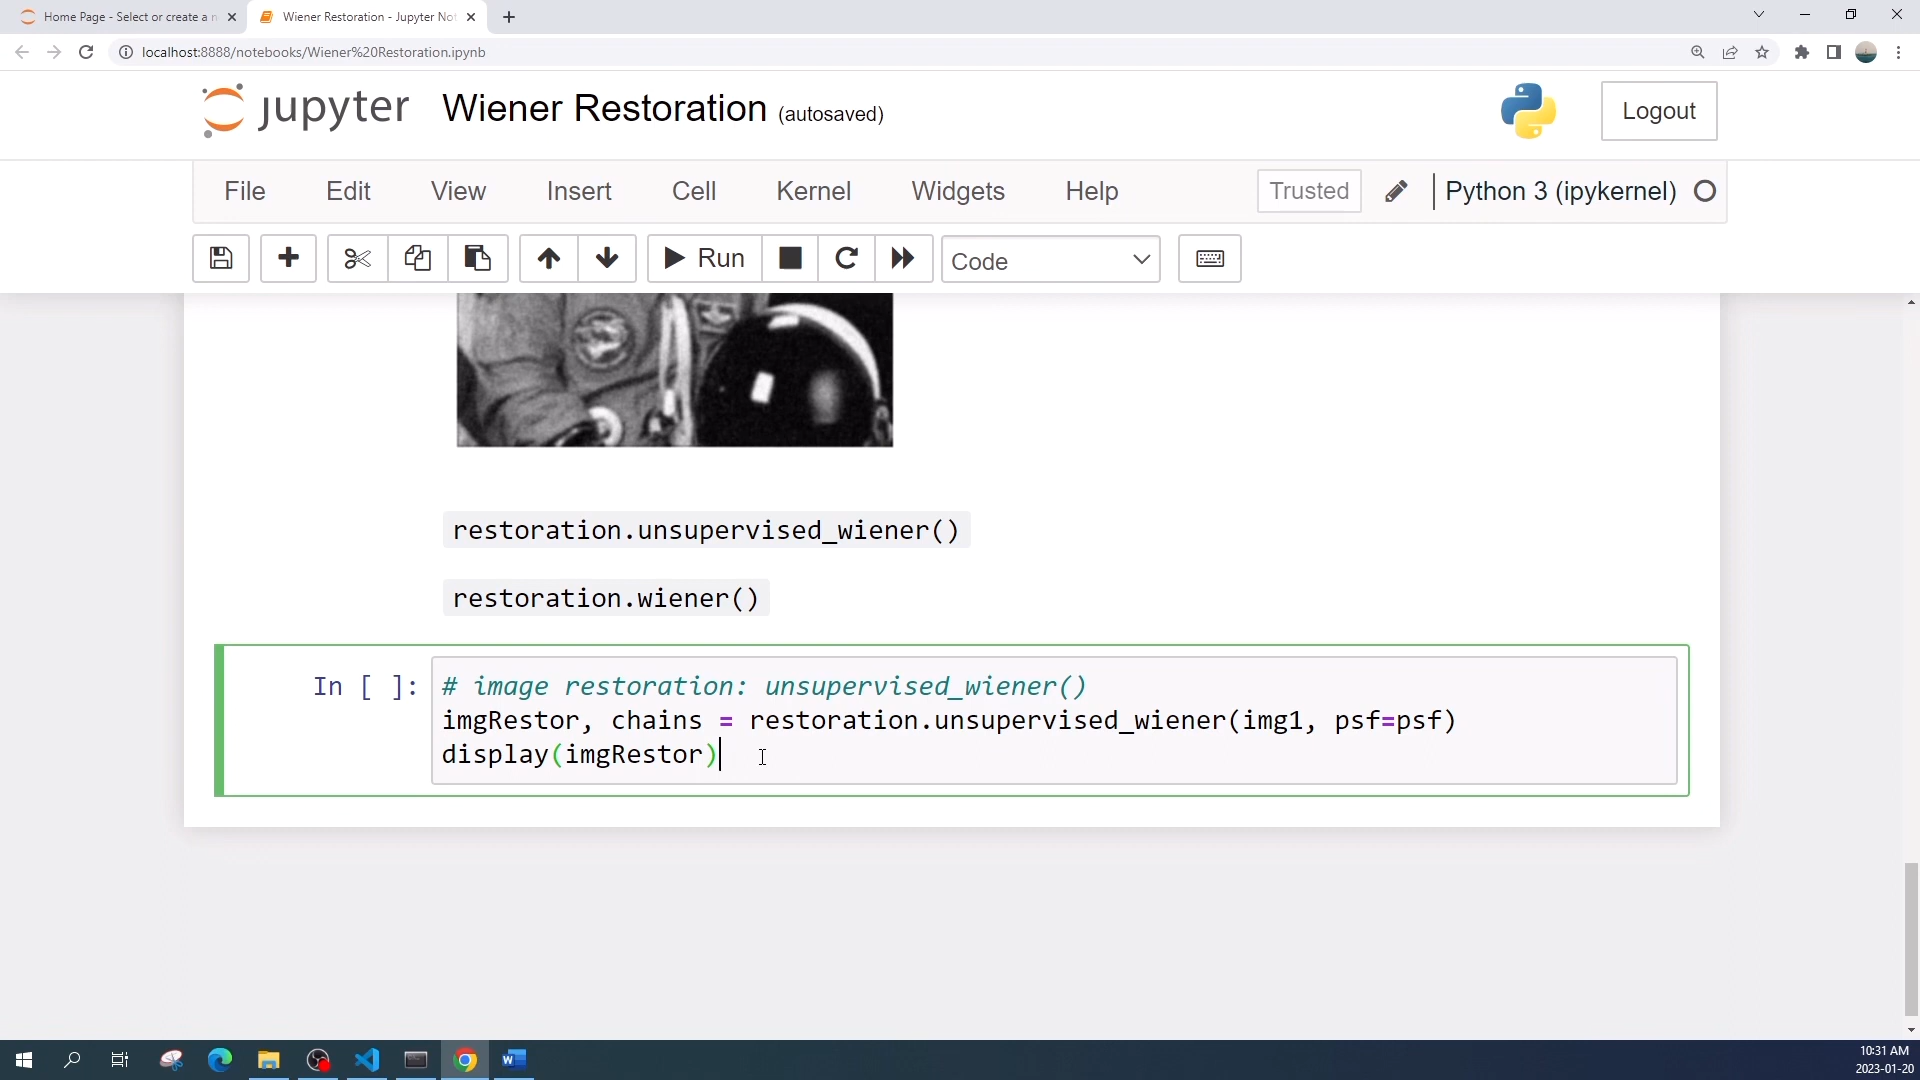 Home Page - Select or create a n
Wiener Restoration - Jupyter Not
localhost:8888/notebooks/Wiener%20Restoration.ipynb
jupyter Wiener Restoration (autosaved)
Logout
File Edit View Insert Cell Kernel Widgets Help Trusted Python 3 (ipykernel)
Run Code
restoration.unsupervised_wiener()
restoration.wiener()
In [ ]: # image restoration: unsupervised_wiener()
imgRestor, chains = restoration.unsupervised_wiener(img1, psf=psf)
display(imgRestor)
10:31 AM
2023-01-20